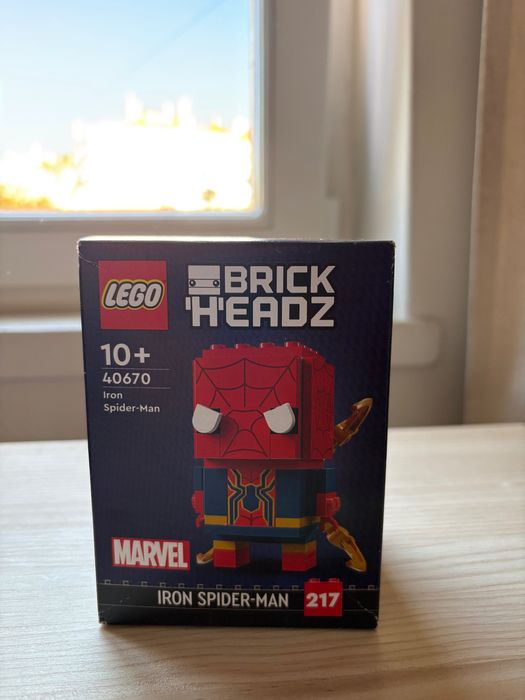 LEGO
BRICK
HEADZ
10+
40670
Iron
Spider-Man
MARVEL
IRON SPIDER-MAN 217